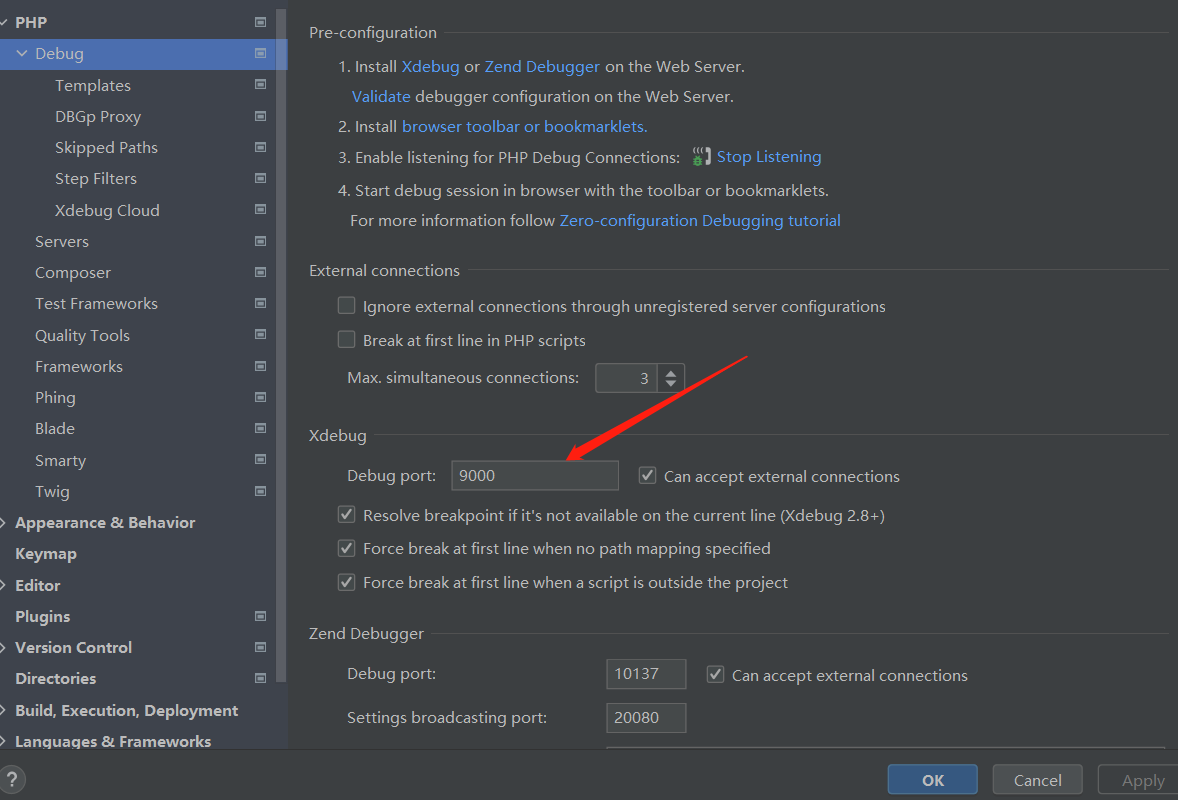 PHP
Debug
Templates
DBGp Proxy
Skipped Paths
Step Filters
Xdebug Cloud
Servers
Composer
Test Frameworks
Quality Tools
Frameworks
Phing
Blade
Smarty
Twig
Appearance & Behavior
Keymap
Editor
Plugins
Version Control
Directories
Build, Execution, Deployment
Languages & Frameworks
Pre-configuration
1. Install Xdebug or Zend Debugger on the Web Server.
Validate debugger configuration on the Web Server.
2. Install browser toolbar or bookmarklets.
3. Enable listening for PHP Debug Connections: Stop Listening
4. Start debug session in browser with the toolbar or bookmarklets.
For more information follow Zero-configuration Debugging tutorial
External connections
Ignore external connections through unregistered server configurations
Break at first line in PHP scripts
Max. simultaneous connections: 3
Xdebug
Debug port: 9000 Can accept external connections
Resolve breakpoint if it's not available on the current line (Xdebug 2.8+)
Force break at first line when no path mapping specified
Force break at first line when a script is outside the project
Zend Debugger
Debug port: 10137 Can accept external connections
Settings broadcasting port: 20080
? OK Cancel Apply